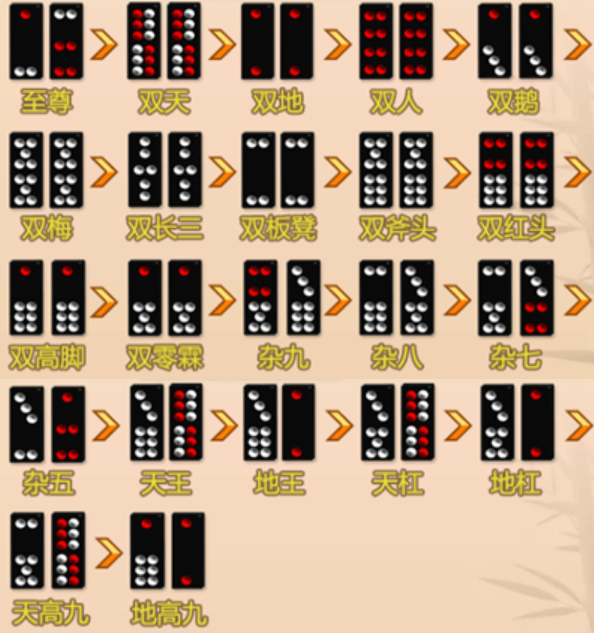 至尊 双天 双地 双人 双鹅
双梅 双长三 双板凳 双斧头 双红头
双高脚 双零霖 杂九 杂八 杂七
杂五 天王 地王 天杠 地杠
天高九 地高九